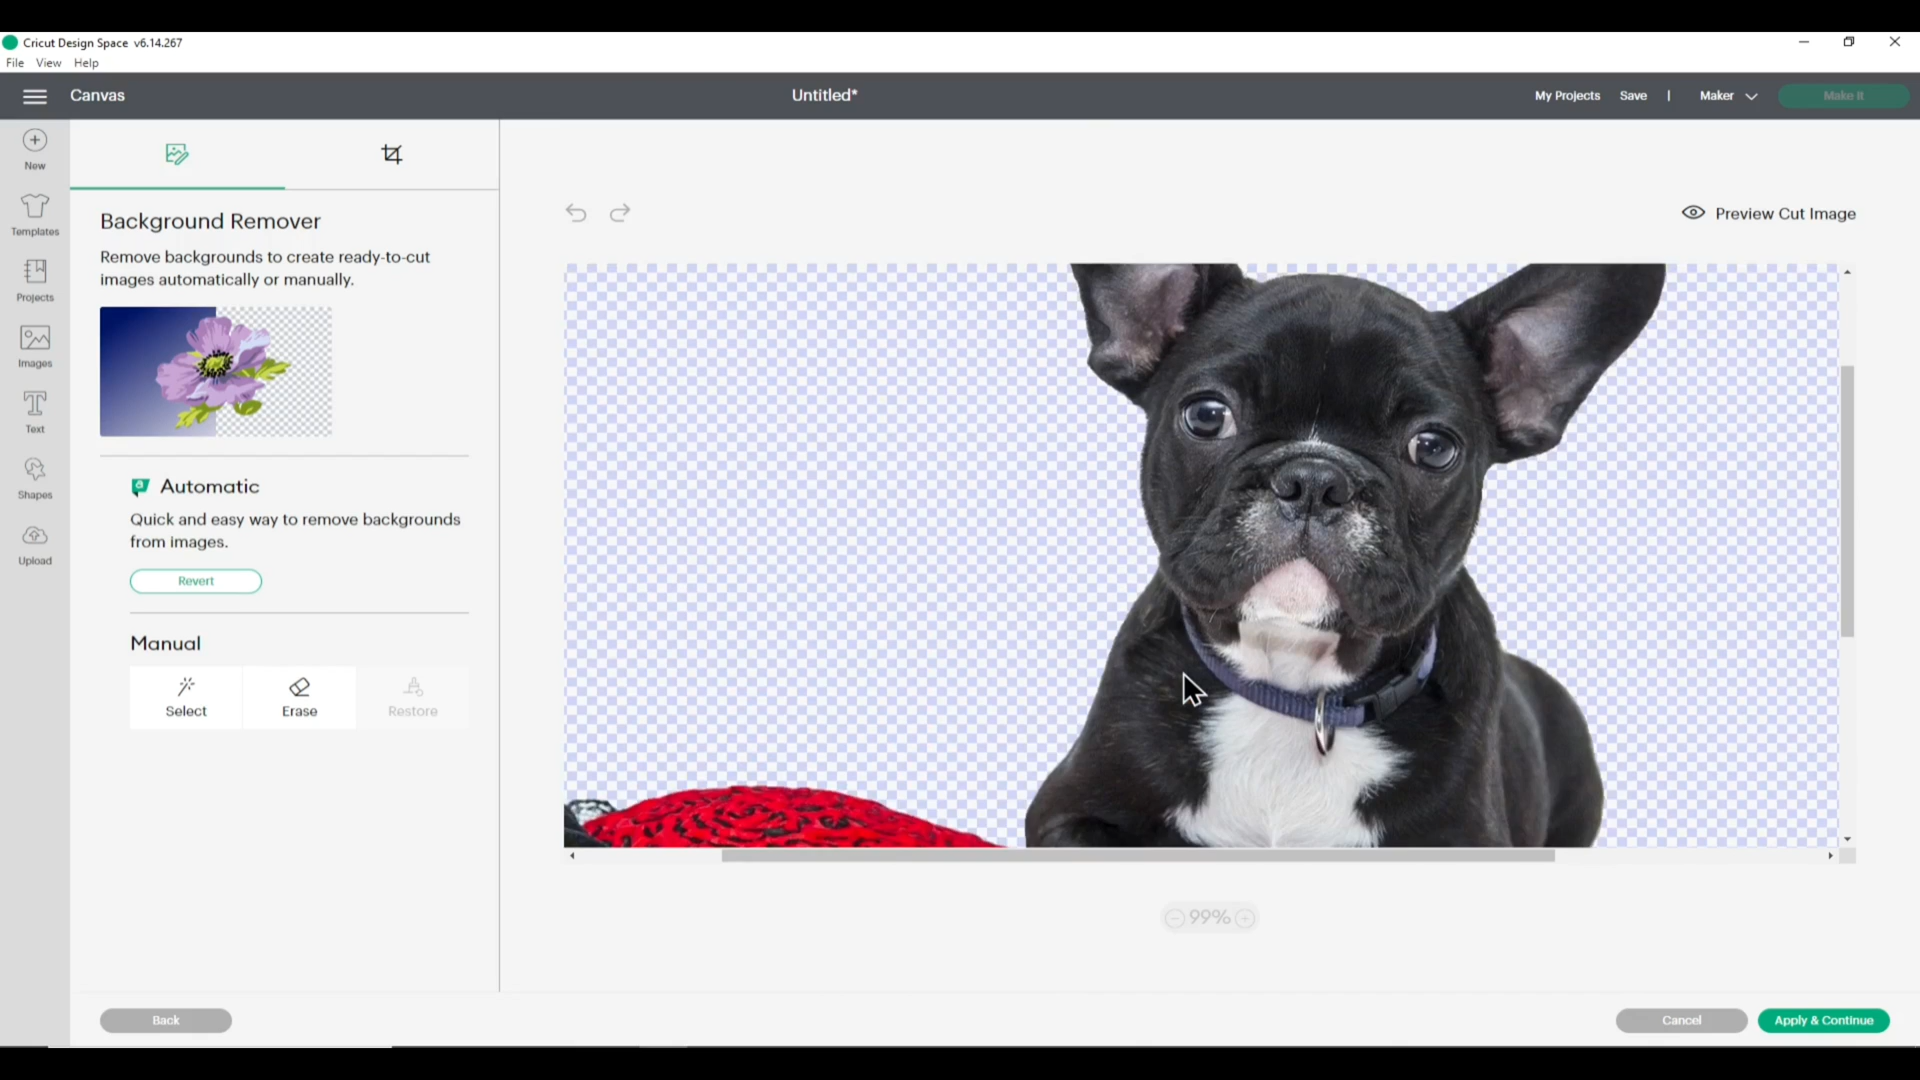 Cricut Design Space v6.14.267
File View Help
Canvas
Untitled*
My Projects Save | Maker Make It
New
Templates
Projects
Images
Text
Shapes
Upload
Background Remover
Remove backgrounds to create ready-to-cut
images automatically or manually.
a Automatic
Quick and easy way to remove backgrounds
from images.
Revert
Manual
Select
Erase
Restore
Preview Cut Image
99%
Back
Cancel
Apply & Continue